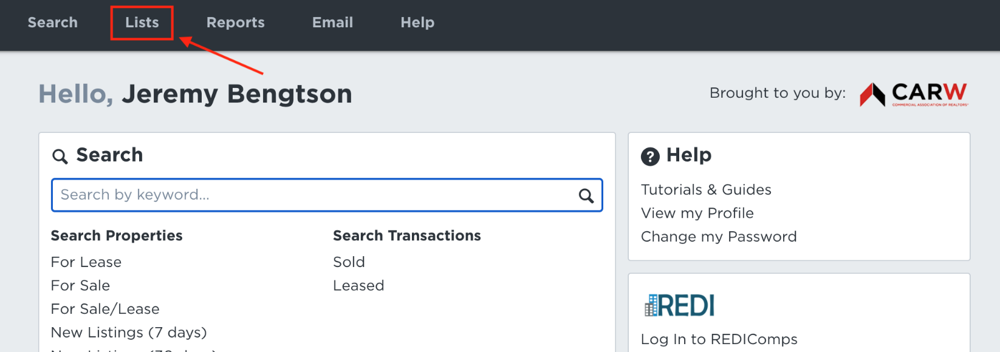 Search Lists Reports Email Help
Hello, Jeremy Bengtson
Brought to you by:
CARW
COMMERCIAL ASSOCIATION OF REALTORS®
Search
Search by keyword...
Search Properties
For Lease
For Sale
For Sale/Lease
New Listings (7 days)
Search Transactions
Sold
Leased
Help
Tutorials & Guides
View my Profile
Change my Password
REDI
Log In to REDIComps